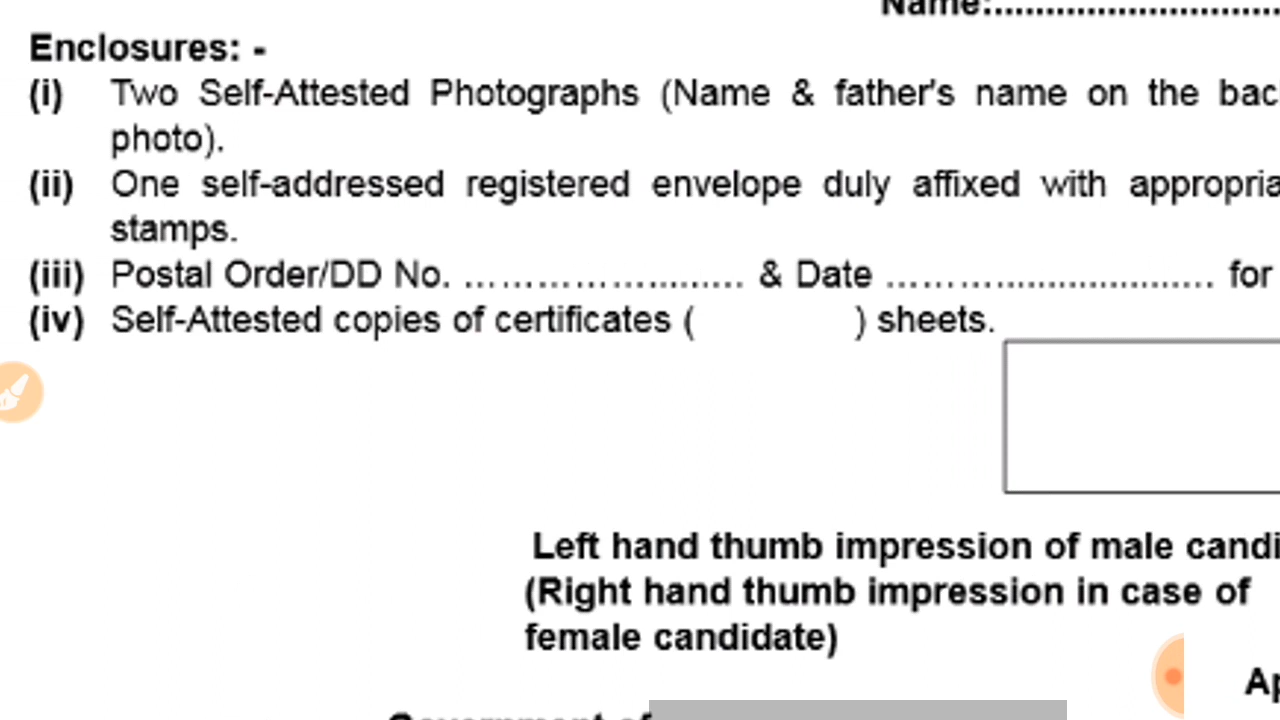 Name:..............................
Enclosures: -
(i) Two Self-Attested Photographs (Name & father's name on the
photo).
(ii) One self-addressed registered envelope duly affixed with
stamps.
(iii) Postal Order/DD No. ............................ & Date .................................. for
(iv) Self-Attested copies of certificates ( ) sheets.
Left hand thumb impression of male
(Right hand thumb impression in case of
female candidate)
Government of